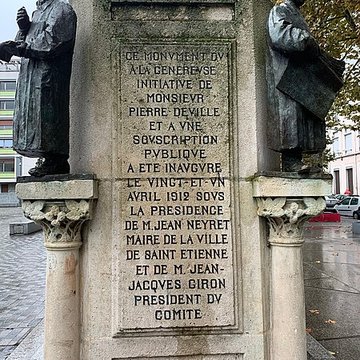 CE MONVMENT DV
A LA GENEREVSE
INITIATIVE DE
MONSIEVR
PIERRE DEVILLE
ET A VNE
SOVSCRIPTION
PVBLIQVE
A ETE INAVGVRE
LE VINGT-ET-VN
AVRIL 1912 SOVS
LA PRESIDENCE
DE M. JEAN NEYRET
MAIRE DE LA VILLE
DE SAINT ETIENNE
ET DE M. JEAN-
JACQVES GIRON
PRESIDENT DV
COMITE